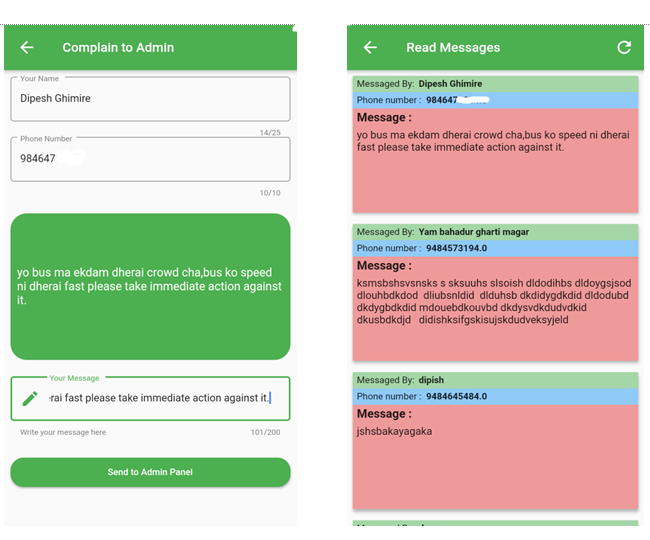 Complain to Admin
Your Name
Dipesh Ghimire
14/25
Phone Number
984647
10/10
yo bus ma ekdam dherai crowd cha,bus ko speed
ni dherai fast please take immediate action against
it.
Your Message
erai fast please take immediate action against it.
Write your message here
101/200
Send to Admin Panel
Read Messages
Messaged By: Dipesh Ghimire
Phone number : 984647
Message :
yo bus ma ekdam dherai crowd cha,bus ko speed ni dherai
fast please take immediate action against it.
Messaged By: Yam bahadur gharti magar
Phone number : 9484573194.0
Message :
ksmsbshsvsnsks s sksuuhs slsoish dldodihbs dldoygsjsod
dlouhbdkdod dliubsnldid dlduhsb dkdidygdkdid dldodubd
dkdygbdkdid mdouebdkouvbd dkdysvdkdudvdkid
dkusbdkdjd didishksifgskisujskdudveksyjeld
Messaged By: dipish
Phone number : 9484645484.0
Message :
jshsbakayagaka